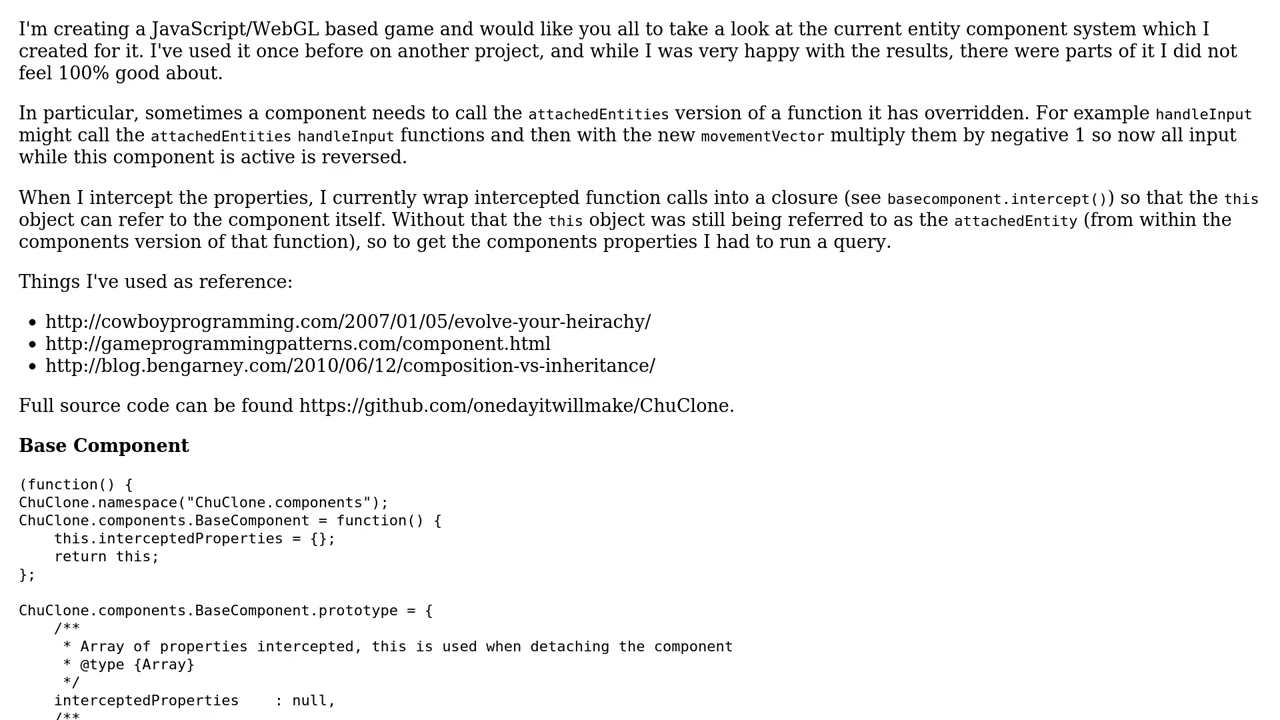 I'm creating a JavaScript/WebGL based game and would like you all to take a look at the current entity component system which I
created for it. I've used it once before on another project, and while I was very happy with the results, there were parts of it I did not
feel 100% good about.
In particular, sometimes a component needs to call the attachedEntities version of a function it has overridden. For example handleInput
might call the attachedEntities handleInput functions and then with the new movementVector multiply them by negative 1 so now all input
while this component is active is reversed.
When I intercept the properties, I currently wrap intercepted function calls into a closure (see basecomponent.intercept()) so that the this
object can refer to the component itself. Without that the this object was still being referred to as the attachedEntity (from within the
components version of that function), so to get the components properties I had to run a query.
Things I've used as reference:
• http://cowboyprogramming.com/2007/01/05/evolve-your-heirachy/
• http://gameprogrammingpatterns.com/component.html
• http://blog.bengarney.com/2010/06/12/composition-vs-inheritance/
Full source code can be found https://github.com/onedayitwillmake/ChuClone.
Base Component
(function() {
ChuClone.namespace("ChuClone.components");
ChuClone.components.BaseComponent = function() {
    this.interceptedProperties = {};
    return this;
};
ChuClone.components.BaseComponent.prototype = {
    /**
     * Array of properties intercepted, this is used when detaching the component
     * @type {Array}
     */
    interceptedProperties    : null,
    /**